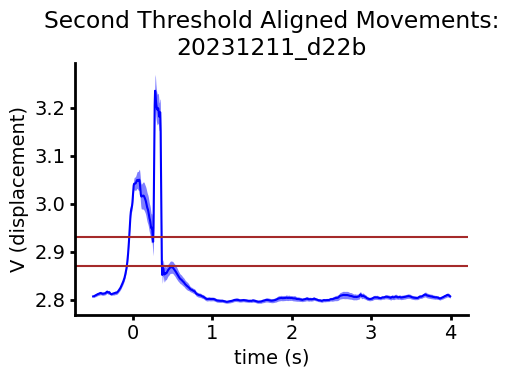 Second Threshold Aligned Movements:
20231211_d22b
V (displacement)
3.2
3.1
3.0
2.9
2.8
0 1 2 3 4
time (s)